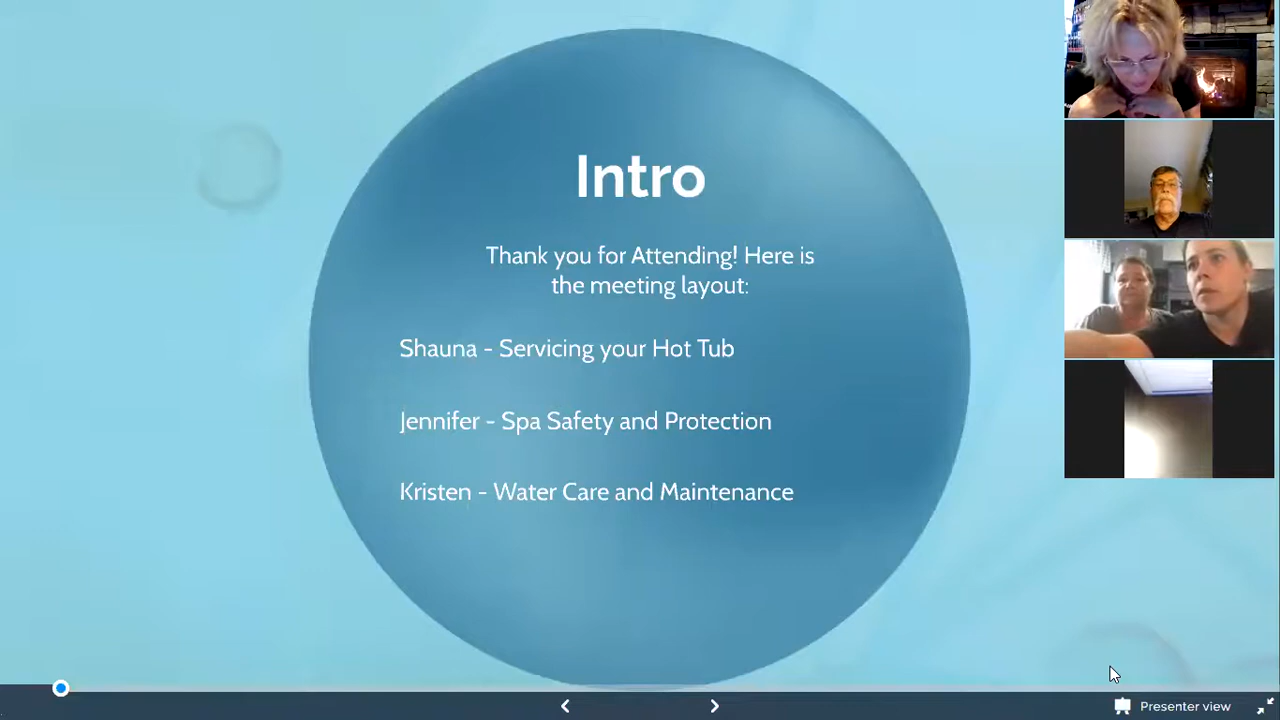 Intro
Thank you for Attending! Here is
the meeting layout:
Shauna - Servicing your Hot Tub
Jennifer - Spa Safety and Protection
Kristen - Water Care and Maintenance
Presenter view